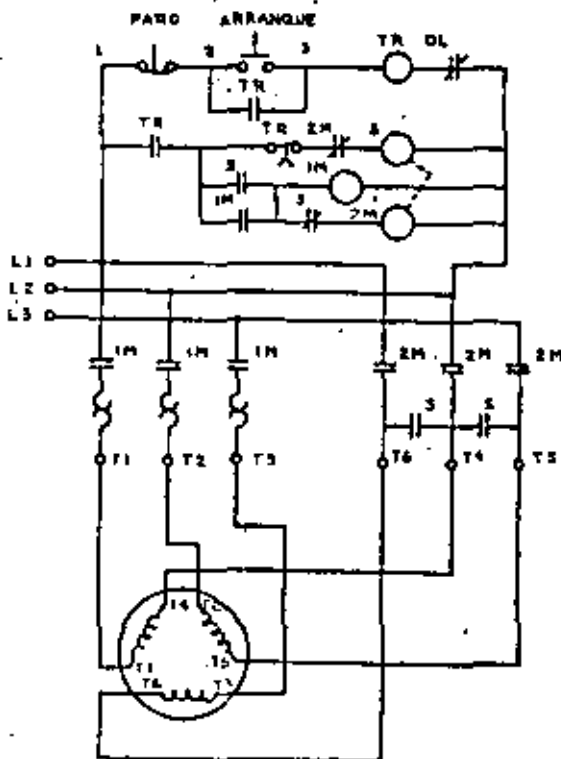 PARO ARRANQUE
1 2 3 TR OL
TR
TR TR 2M S
S 1M
1M S 2M
L1
L2
L3
1M 1M 1M 2M 2M 2M
S S
T1 T2 T3 T6 T4 T5
T4
T1 T5
T6 T3